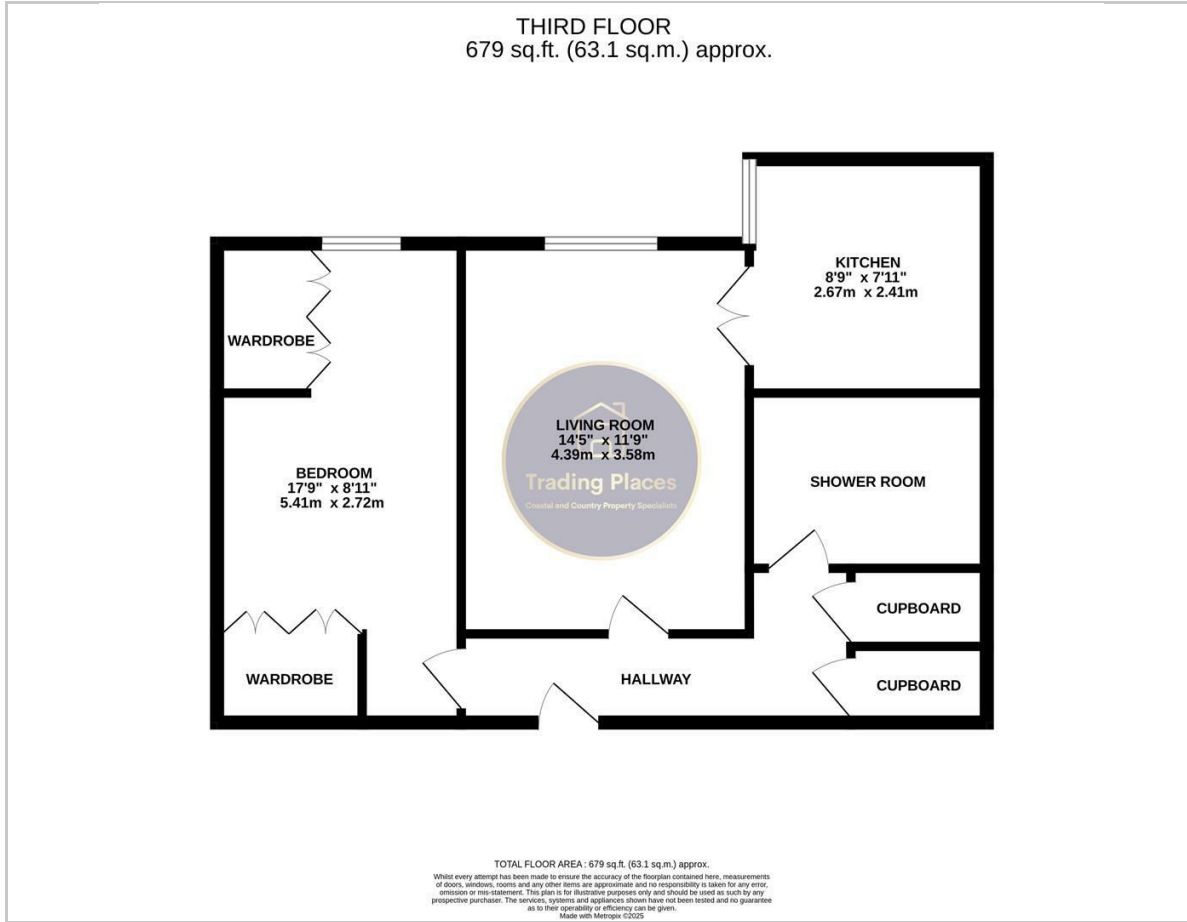 THIRD FLOOR
679 sq.ft. (63.1 sq.m.) approx.
KITCHEN
8'9" x 7'11"
2.67m x 2.41m
WARDROBE
LIVING ROOM
14'5" x 11'9"
4.39m x 3.58m
BEDROOM
17'9" x 8'11"
5.41m x 2.72m
Trading Places
Coastal and Country Property Specialists
SHOWER ROOM
CUPBOARD
WARDROBE
HALLWAY
CUPBOARD
TOTAL FLOOR AREA : 679 sq.ft. (63.1 sq.m.) approx.
Whilst every attempt has been made to ensure the accuracy of the floorplan contained here, measurements
of doors, windows, rooms and any other items are approximate and no responsibility is taken for any error,
omission or mis-statement. This plan is for illustrative purposes only and should be used as such by any
prospective purchaser. The services, systems and appliances shown have not been tested and no guarantee
as to their operability or efficiency can be given.
Made with Metropix ©2025